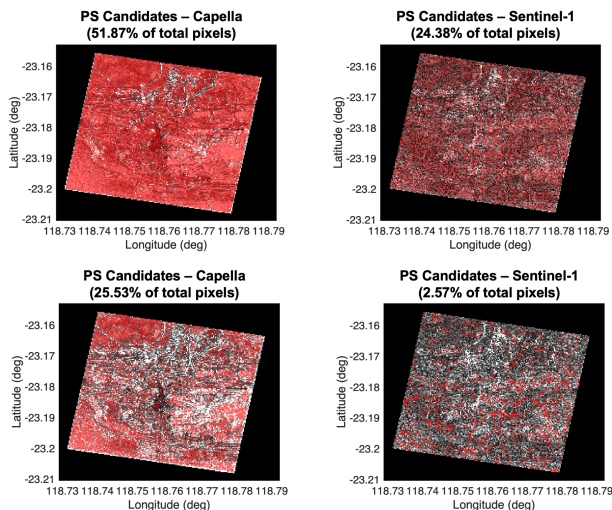 PS Candidates – Capella
(51.87% of total pixels)
-23.16
-23.17
-23.18
-23.19
-23.2
-23.21
Latitude (deg)
118.73 118.74 118.75 118.76 118.77 118.78 118.79
Longitude (deg)
PS Candidates – Sentinel-1
(24.38% of total pixels)
-23.16
-23.17
-23.18
-23.19
-23.2
-23.21
Latitude (deg)
118.73 118.74 118.75 118.76 118.77 118.78 118.79
Longitude (deg)
PS Candidates – Capella
(25.53% of total pixels)
-23.16
-23.17
-23.18
-23.19
-23.2
-23.21
Latitude (deg)
118.73 118.74 118.75 118.76 118.77 118.78 118.79
Longitude (deg)
PS Candidates – Sentinel-1
(2.57% of total pixels)
-23.16
-23.17
-23.18
-23.19
-23.2
-23.21
Latitude (deg)
118.73 118.74 118.75 118.76 118.77 118.78 118.79
Longitude (deg)